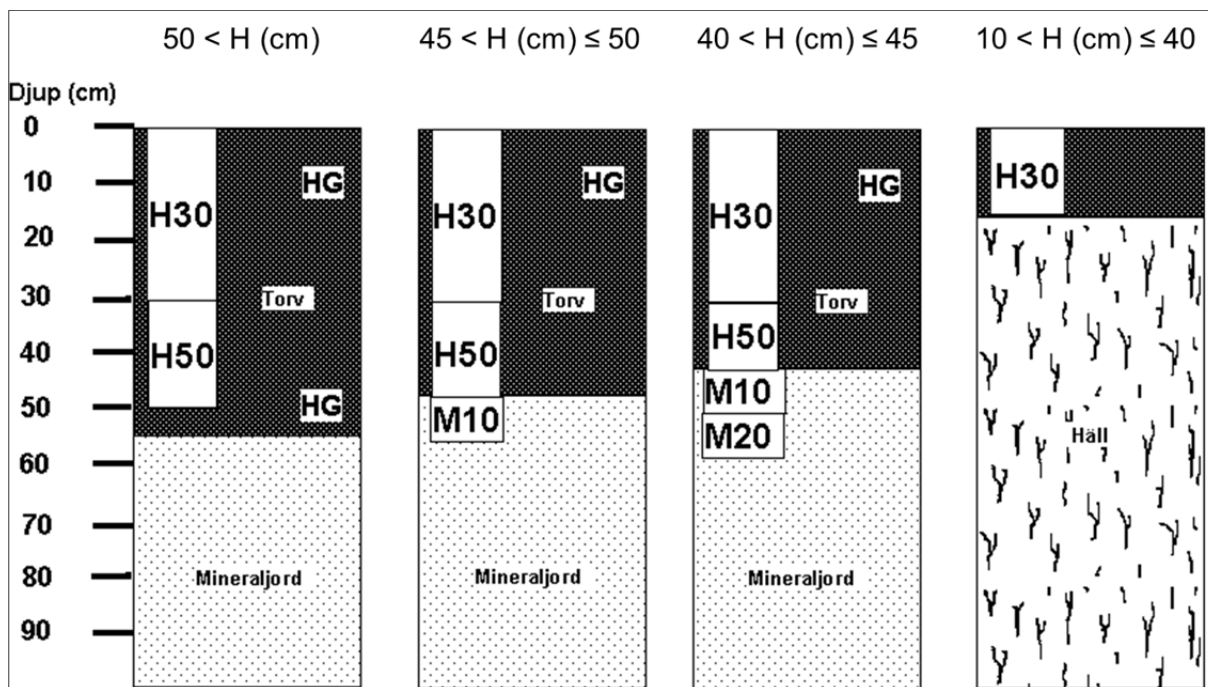 50 < H (cm)
45 < H (cm) ≤ 50
40 < H (cm) ≤ 45
10 < H (cm) ≤ 40
Djup (cm)
0
10
20
30
40
50
60
70
80
90
H30
HG
Torv
H50
HG
Mineraljord
H30
HG
Torv
H50
M10
Mineraljord
H30
HG
Torv
H50
M10
M20
Mineraljord
H30
Häll